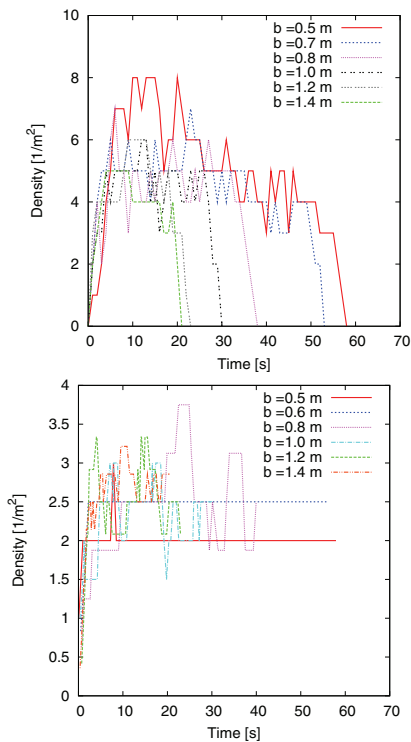 b =0.5 m
b =0.7 m
b =0.8 m
b =1.0 m
b =1.2 m
b =1.4 m
10
8
6
4
2
0
Density [1/m²]
0 10 20 30 40 50 60 70
Time [s]
b =0.5 m
b =0.6 m
b =0.8 m
b =1.0 m
b =1.2 m
b =1.4 m
4
3.5
3
2.5
2
1.5
1
0.5
0
Density [1/m²]
0 10 20 30 40 50 60 70
Time [s]